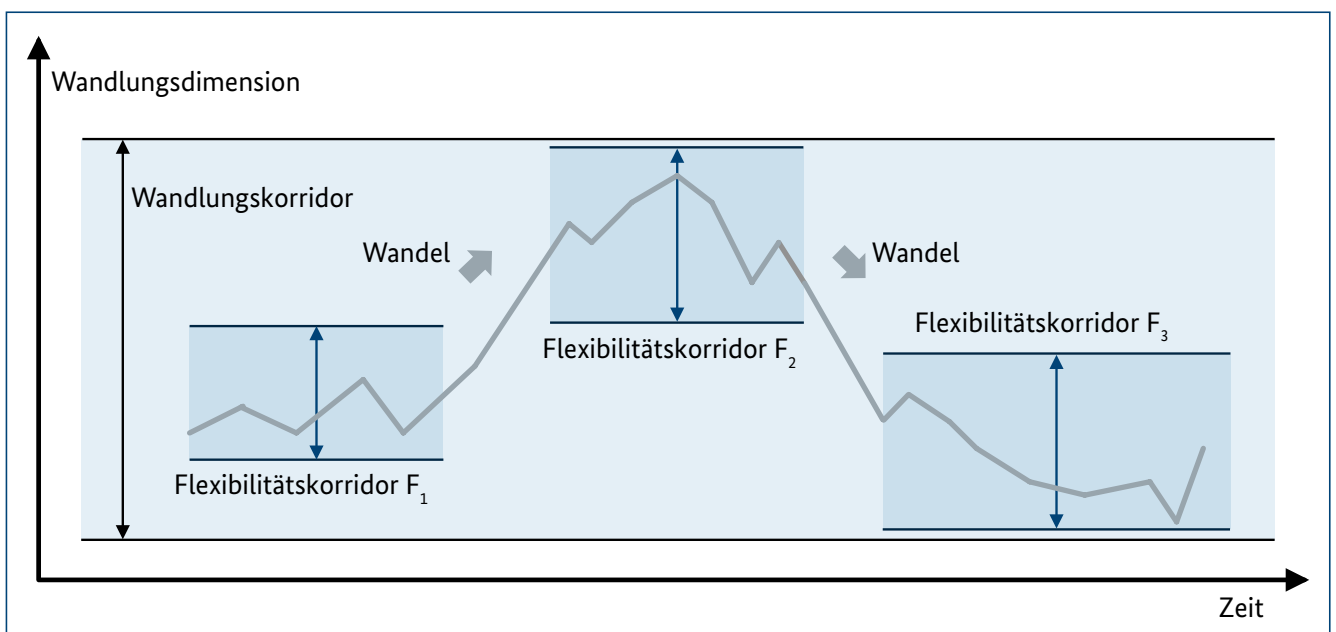 Wandlungsdimension
Wandlungskorridor
Wandel
Wandel
Flexibilitätskorridor F₃
Flexibilitätskorridor F₂
Flexibilitätskorridor F₁
Zeit